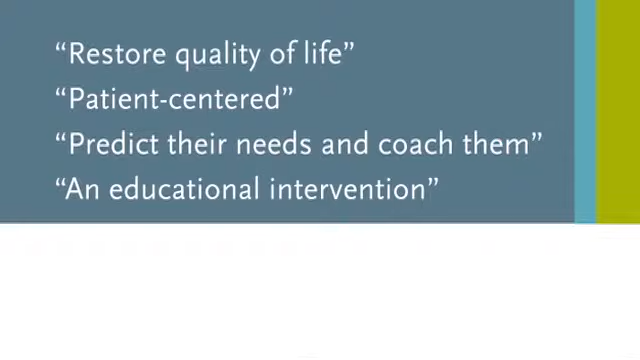 “Restore quality of life”
“Patient-centered”
“Predict their needs and coach them”
“An educational intervention”